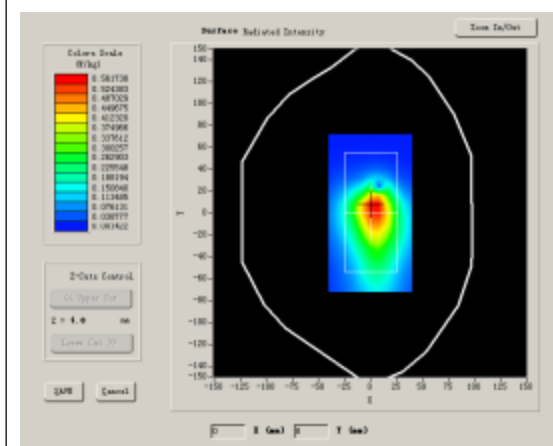 Surface Radiated Intensity
Zoom In/Out
Colors Scale
(W/kg)
0.561738
0.524383
0.487029
0.449675
0.412320
0.374966
0.337612
0.300257
0.262903
0.225548
0.188194
0.150840
0.113485
0.076131
0.038777
0.001422
Z-Cuts Control
Upper Cut
Z = 4.0 mm
Lower Cut >>
SAVE
Cancel
150
140
120
100
80
60
40
20
0
-20
-40
-60
-80
-100
-120
-140
-150
Y
-150 -125 -100 -75 -50 -25 0 25 50 75 100 125 150
X
0 X (mm) 0 Y (mm)